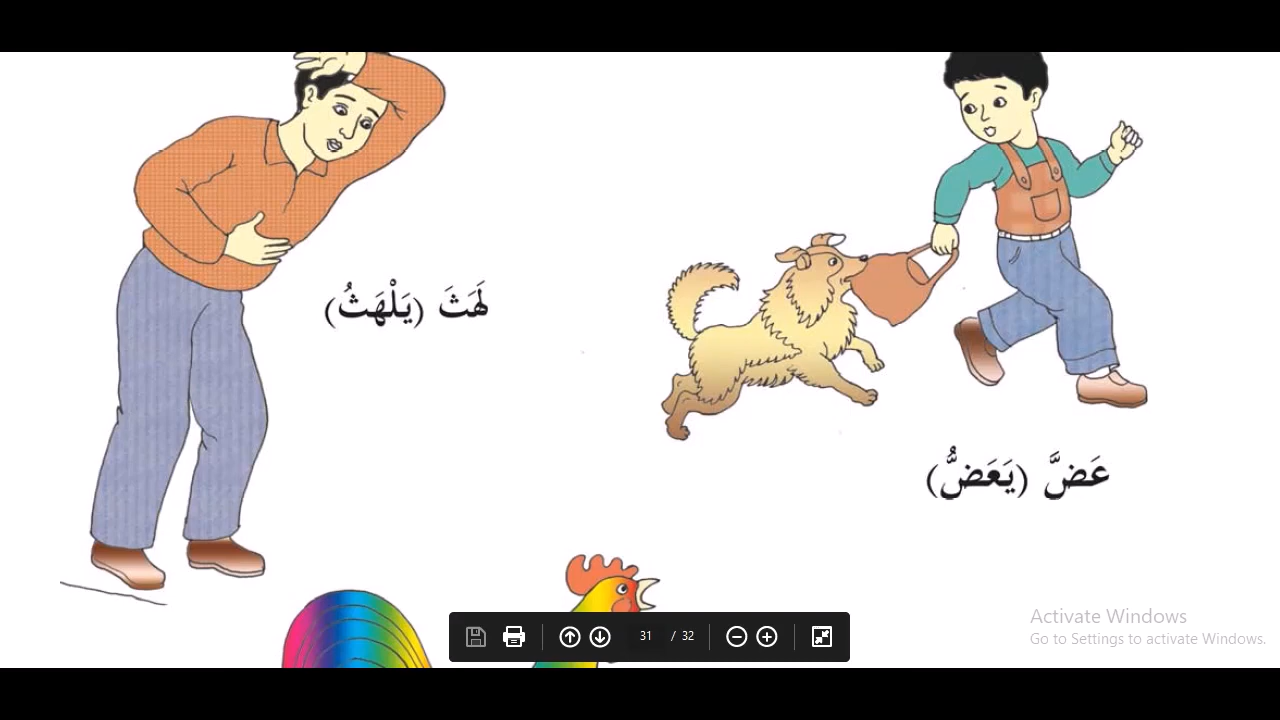 لَهَثَ (يَلْهَثُ)
عَضَّ (يَعَضُّ)
31 / 32
Activate Windows
Go to Settings to activate Windows.